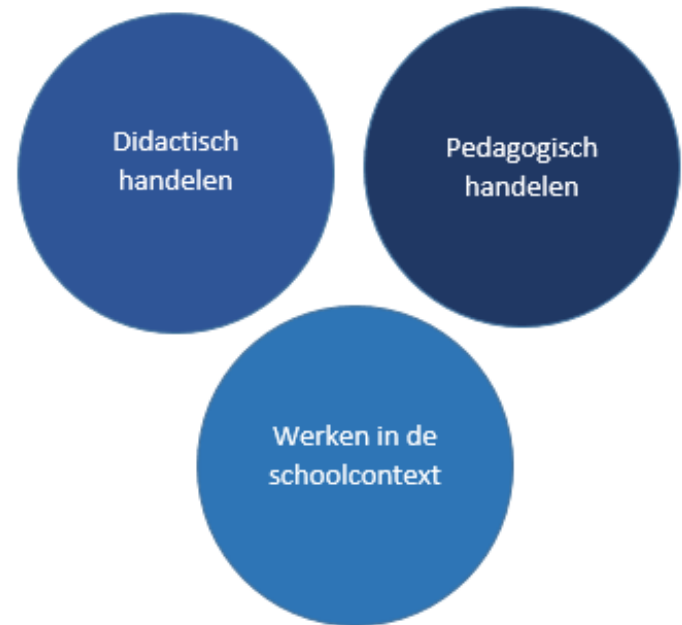 Didactisch
handelen
Pedagogisch
handelen
Werken in de
schoolcontext